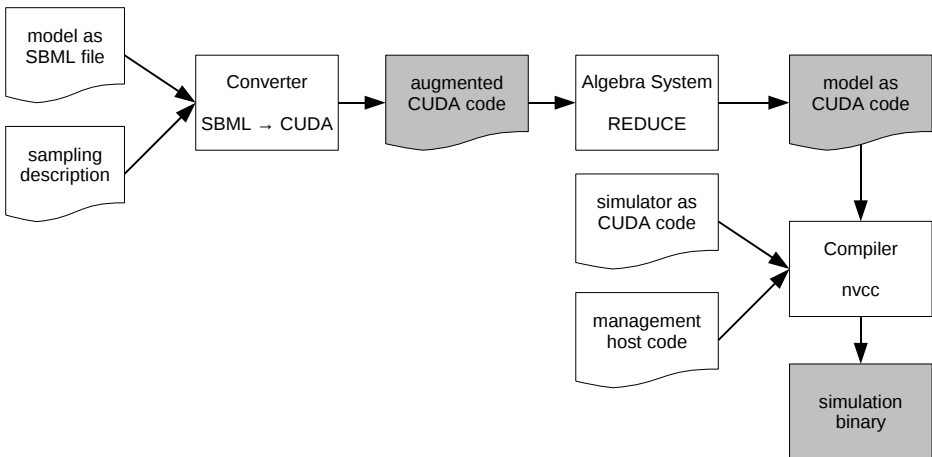 model as
SBML file
sampling
description
Converter
SBML → CUDA
augmented
CUDA code
Algebra System
REDUCE
model as
CUDA code
simulator as
CUDA code
management
host code
Compiler
nvcc
simulation
binary